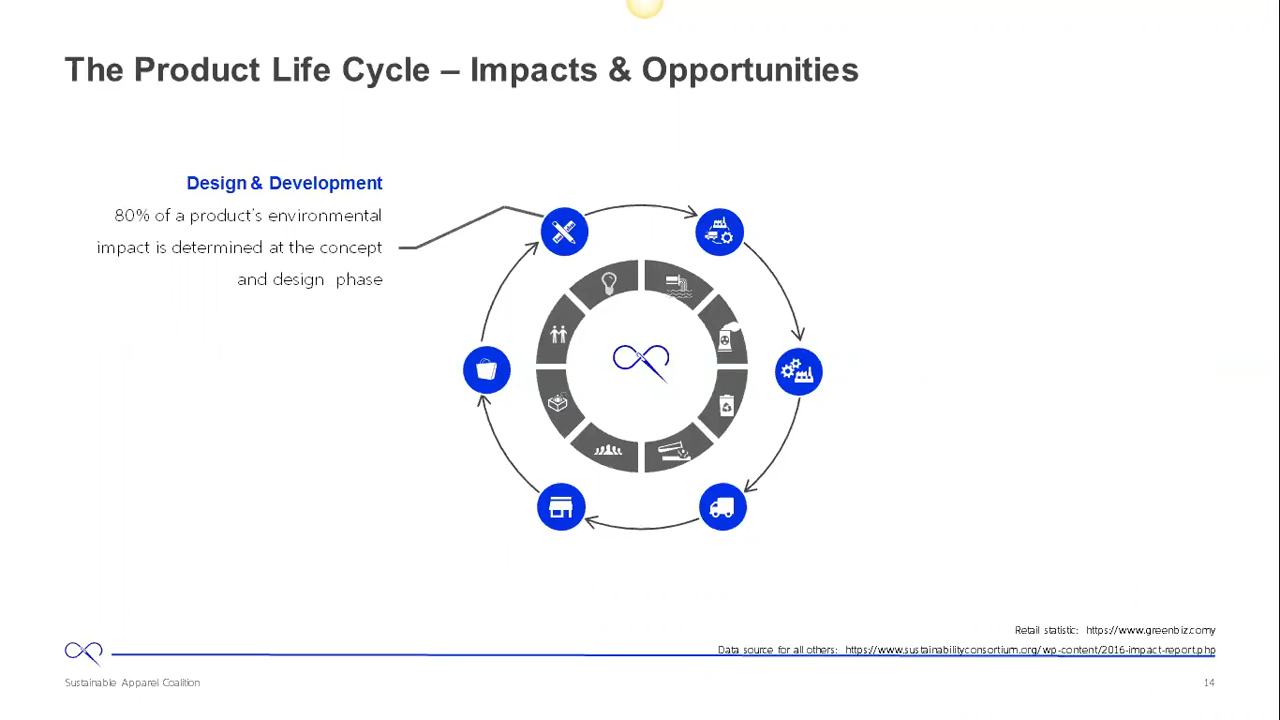 The Product Life Cycle – Impacts & Opportunities
Design & Development
80% of a product's environmental
impact is determined at the concept
and design phase
Retail statistic: https://www.greenbiz.comy
Data source for all others: https://www.sustainabilityconsortium.org/wp-content/2016-impact-report.php
Sustainable Apparel Coalition
14